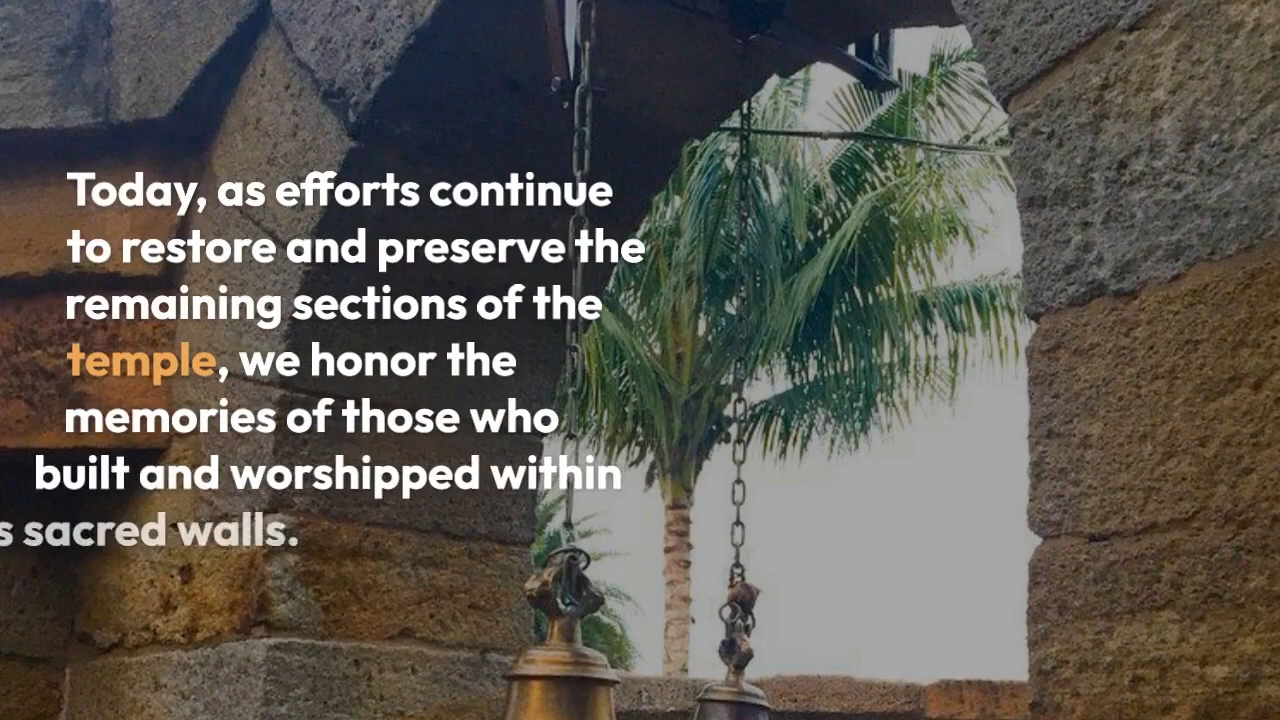 Today, as efforts continue
to restore and preserve the
remaining sections of the
temple, we honor the
memories of those who
built and worshipped within
s sacred walls.